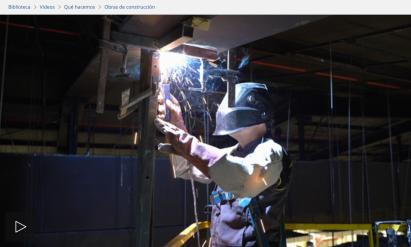 Biblioteca > Videos > Qué hacemos > Obras de construcción